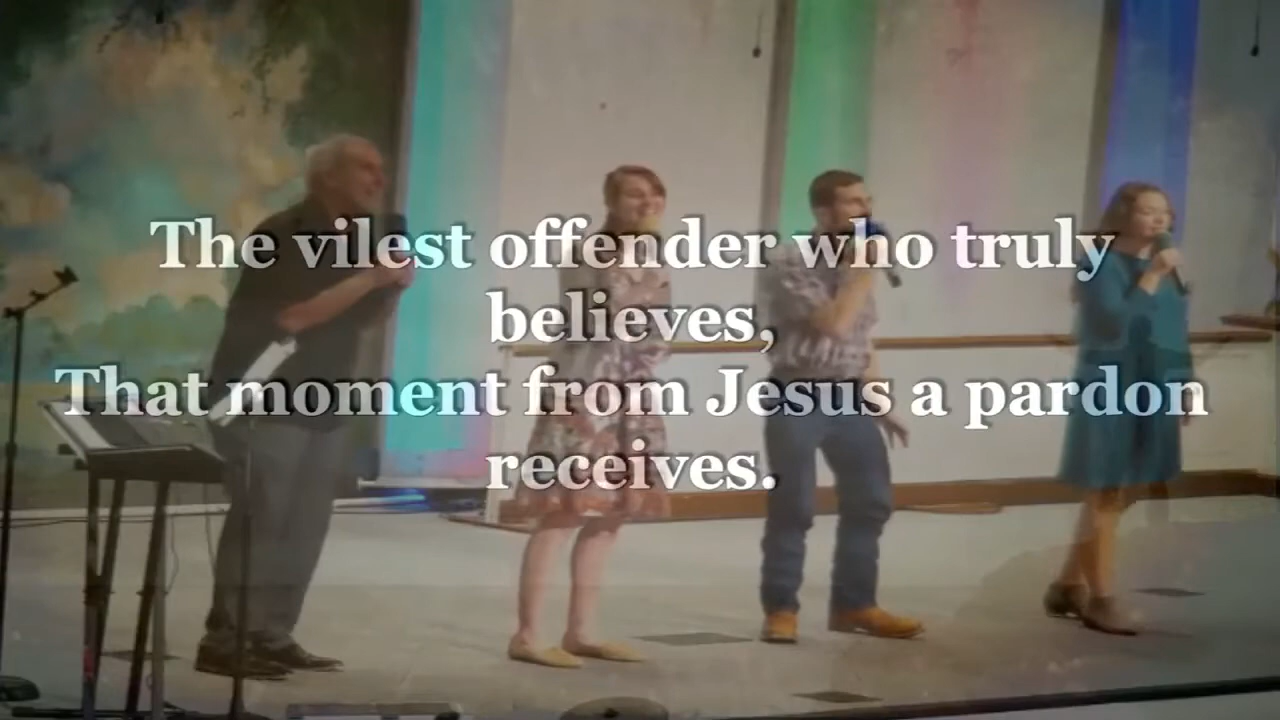 The vilest offender who truly
believes,
That moment from Jesus a pardon
receives.